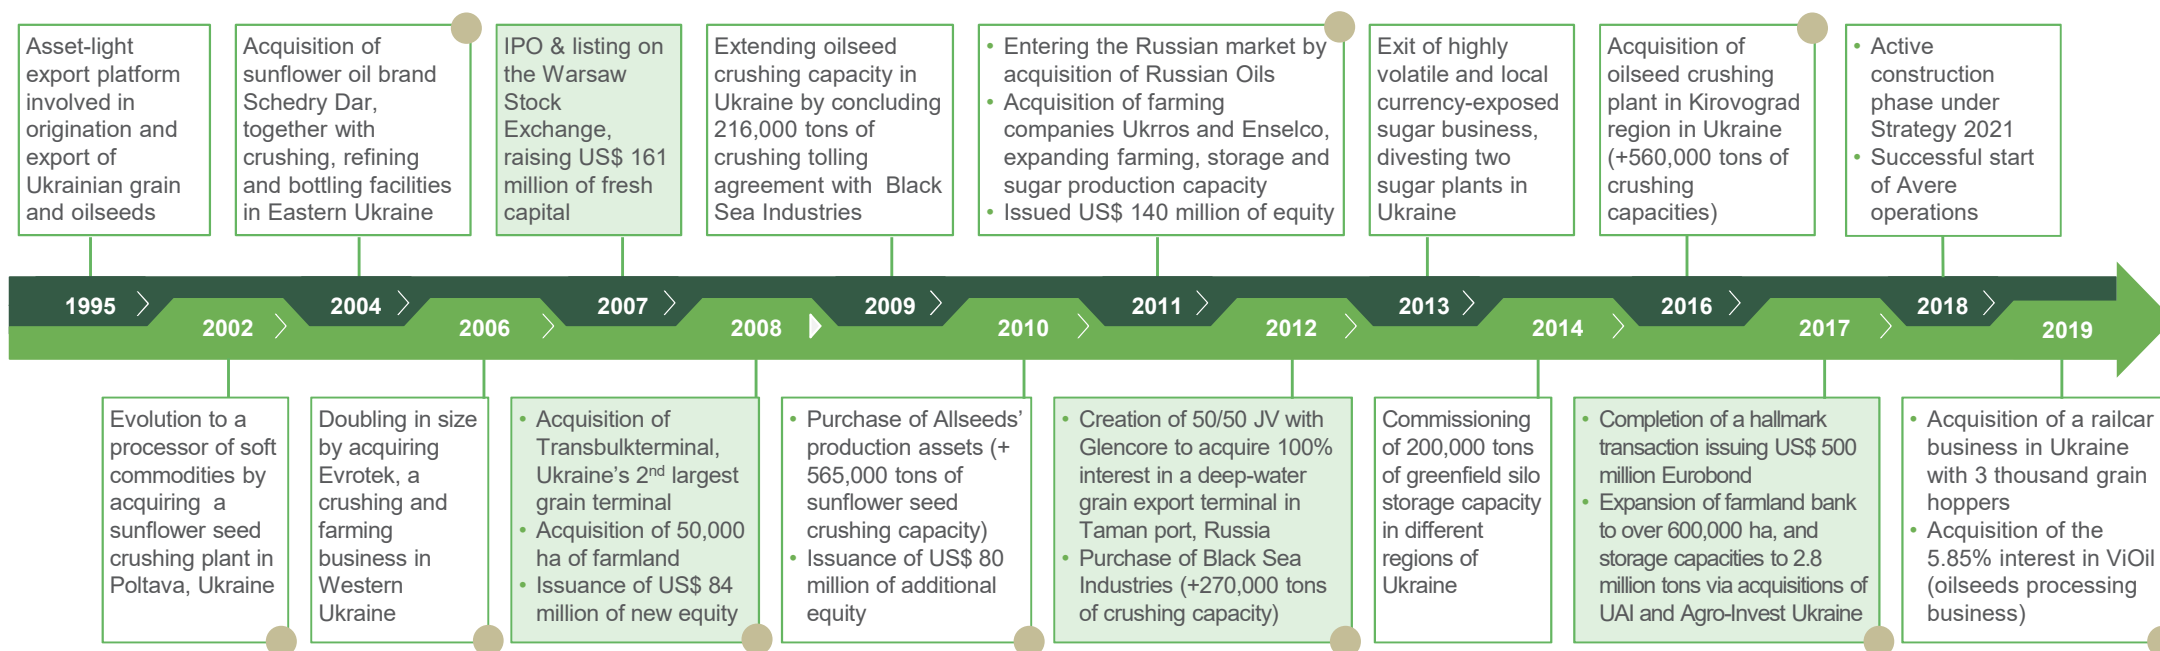 Asset-light
export platform
involved in
origination and
export of
Ukrainian grain
and oilseeds
Acquisition of
sunflower oil brand
Schedry Dar,
together with
crushing, refining
and bottling facilities
in Eastern Ukraine
IPO & listing on
the Warsaw
Stock
Exchange,
raising US$ 161
million of fresh
capital
Extending oilseed
crushing capacity in
Ukraine by concluding
216,000 tons of
crushing tolling
agreement with Black
Sea Industries
• Entering the Russian market by
acquisition of Russian Oils
• Acquisition of farming
companies Ukrros and Enselco,
expanding farming, storage and
sugar production capacity
• Issued US$ 140 million of equity
Exit of highly
volatile and local
currency-exposed
sugar business,
divesting two
sugar plants in
Ukraine
Acquisition of
oilseed crushing
plant in Kirovograd
region in Ukraine
(+560,000 tons of
crushing
capacities)
• Active
construction
phase under
Strategy 2021
• Successful start
of Avere
operations
1995
2002
2004
2006
2007
2008
2009
2010
2011
2012
2013
2014
2016
2017
2018
2019
Evolution to a
processor of soft
commodities by
acquiring a
sunflower seed
crushing plant in
Poltava, Ukraine
Doubling in size
by acquiring
Evrotek, a
crushing and
farming
business in
Western
Ukraine
• Acquisition of
Transbulkterminal,
Ukraine's 2nd largest
grain terminal
• Acquisition of 50,000
ha of farmland
• Issuance of US$ 84
million of new equity
• Purchase of Allseeds'
production assets (+
565,000 tons of
sunflower seed
crushing capacity)
• Issuance of US$ 80
million of additional
equity
• Creation of 50/50 JV with
Glencore to acquire 100%
interest in a deep-water
grain export terminal in
Taman port, Russia
• Purchase of Black Sea
Industries (+270,000 tons
of crushing capacity)
Commissioning
of 200,000 tons
of greenfield silo
storage capacity
in different
regions of
Ukraine
• Completion of a hallmark
transaction issuing US$ 500
million Eurobond
• Expansion of farmland bank
to over 600,000 ha, and
storage capacities to 2.8
million tons via acquisitions of
UAI and Agro-Invest Ukraine
• Acquisition of a railcar
business in Ukraine
with 3 thousand grain
hoppers
• Acquisition of the
5.85% interest in ViOil
(oilseeds processing
business)